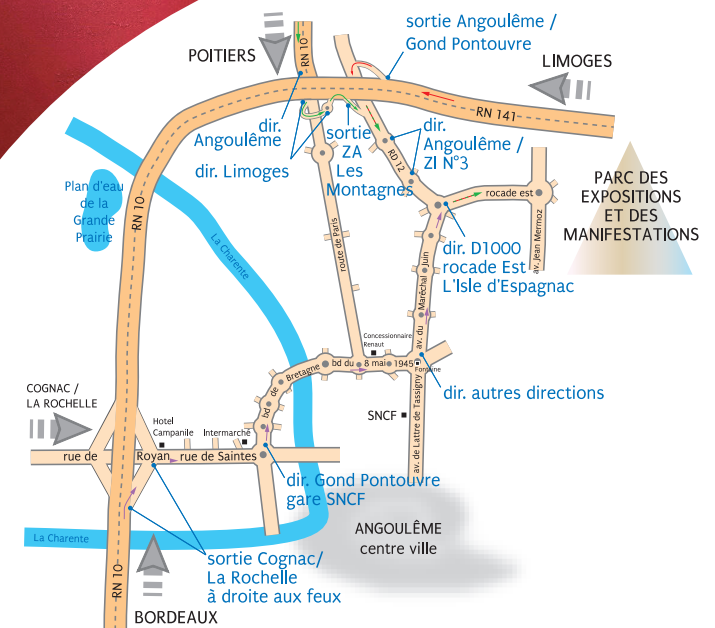 sortie Angoulême /
Gond Pontouvre
POITIERS
RN 10
LIMOGES
RN 141
dir.
Angoulême
dir. Limoges
sortie
ZA
Les
Montagnes
dir.
Angoulême /
ZI N°3
RD 12
rocade est
PARC DES
EXPOSITIONS
ET DES
MANIFESTATIONS
Plan d'eau
de la
Grande
Prairie
RN 10
La Charente
route de Paris
av. Jean Mermoz
dir. D1000
rocade Est
L'Isle d'Espagnac
av. du Maréchal Juin
Concessionnaire
Renaut
bd de Bretagne
bd du 8 mai 1945
Fontaine
dir. autres directions
COGNAC /
LA ROCHELLE
SNCF
av. de Lattre de Tassigny
Hotel
Campanile
Intermarché
rue de Royan
rue de Saintes
dir. Gond Pontouvre
gare SNCF
ANGOULÊME
centre ville
La Charente
sortie Cognac/
La Rochelle
à droite aux feux
RN 10
BORDEAUX